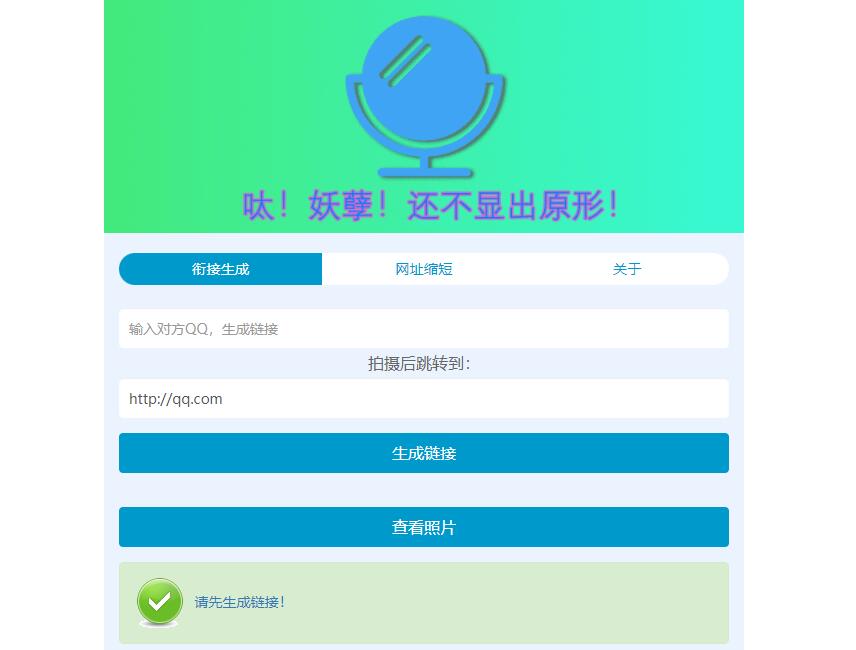 呔！妖孽！还不显出原形！
衔接生成 网址缩短 关于
输入对方QQ，生成链接
拍摄后跳转到：
http://qq.com
生成链接
查看照片
请先生成链接！